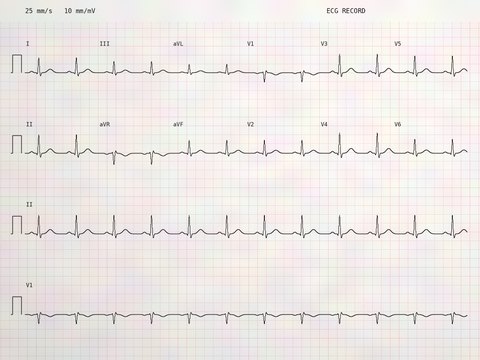 25 mm/s 10 mm/mV ECG RECORD
I III aVL V1 V3 V5
II aVR aVF V2 V4 V6
II
V1